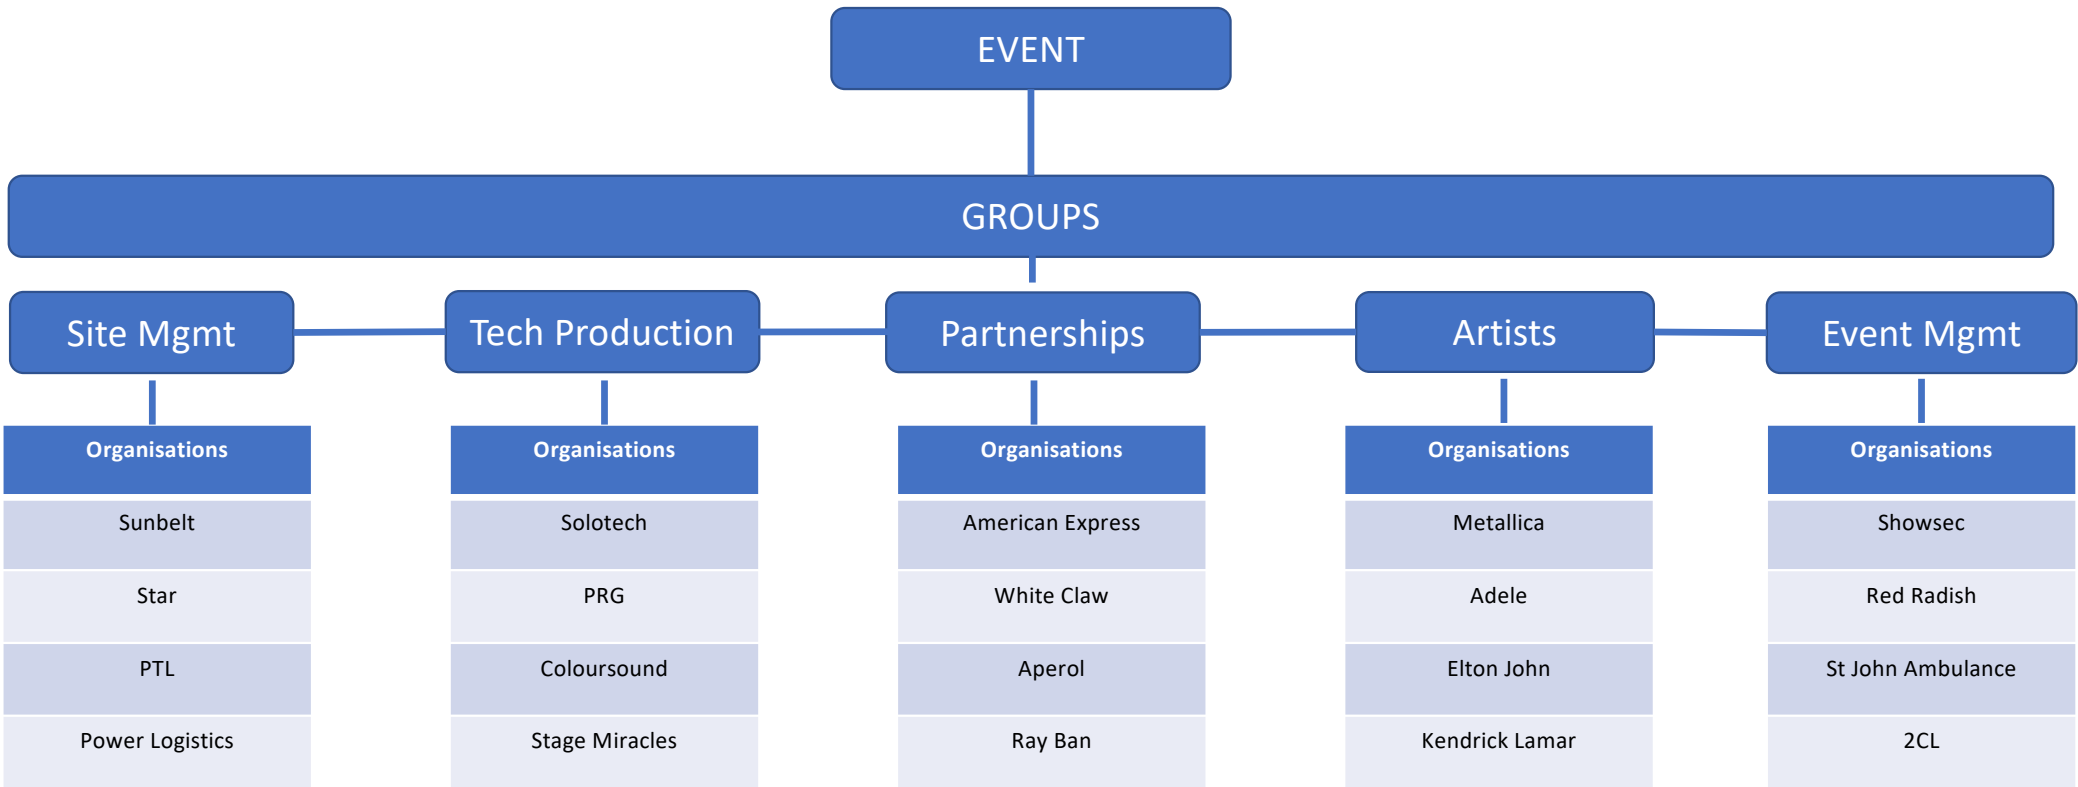 EVENT
GROUPS
Site Mgmt
Tech Production
Partnerships
Artists
Event Mgmt
Organisations
Organisations
Organisations
Organisations
Organisations
Sunbelt
Solotech
American Express
Metallica
Showsec
Star
PRG
White Claw
Adele
Red Radish
PTL
Coloursound
Aperol
Elton John
St John Ambulance
Power Logistics
Stage Miracles
Ray Ban
Kendrick Lamar
2CL